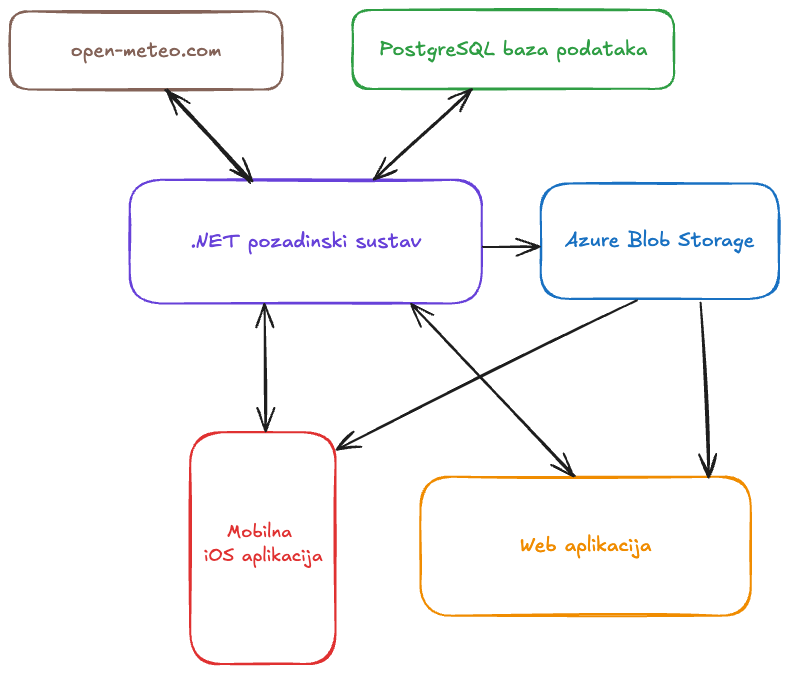 open-meteo.com
PostgreSQL baza podataka
.NET pozadinski sustav
Azure Blob Storage
Mobilna
iOS aplikacija
Web aplikacija